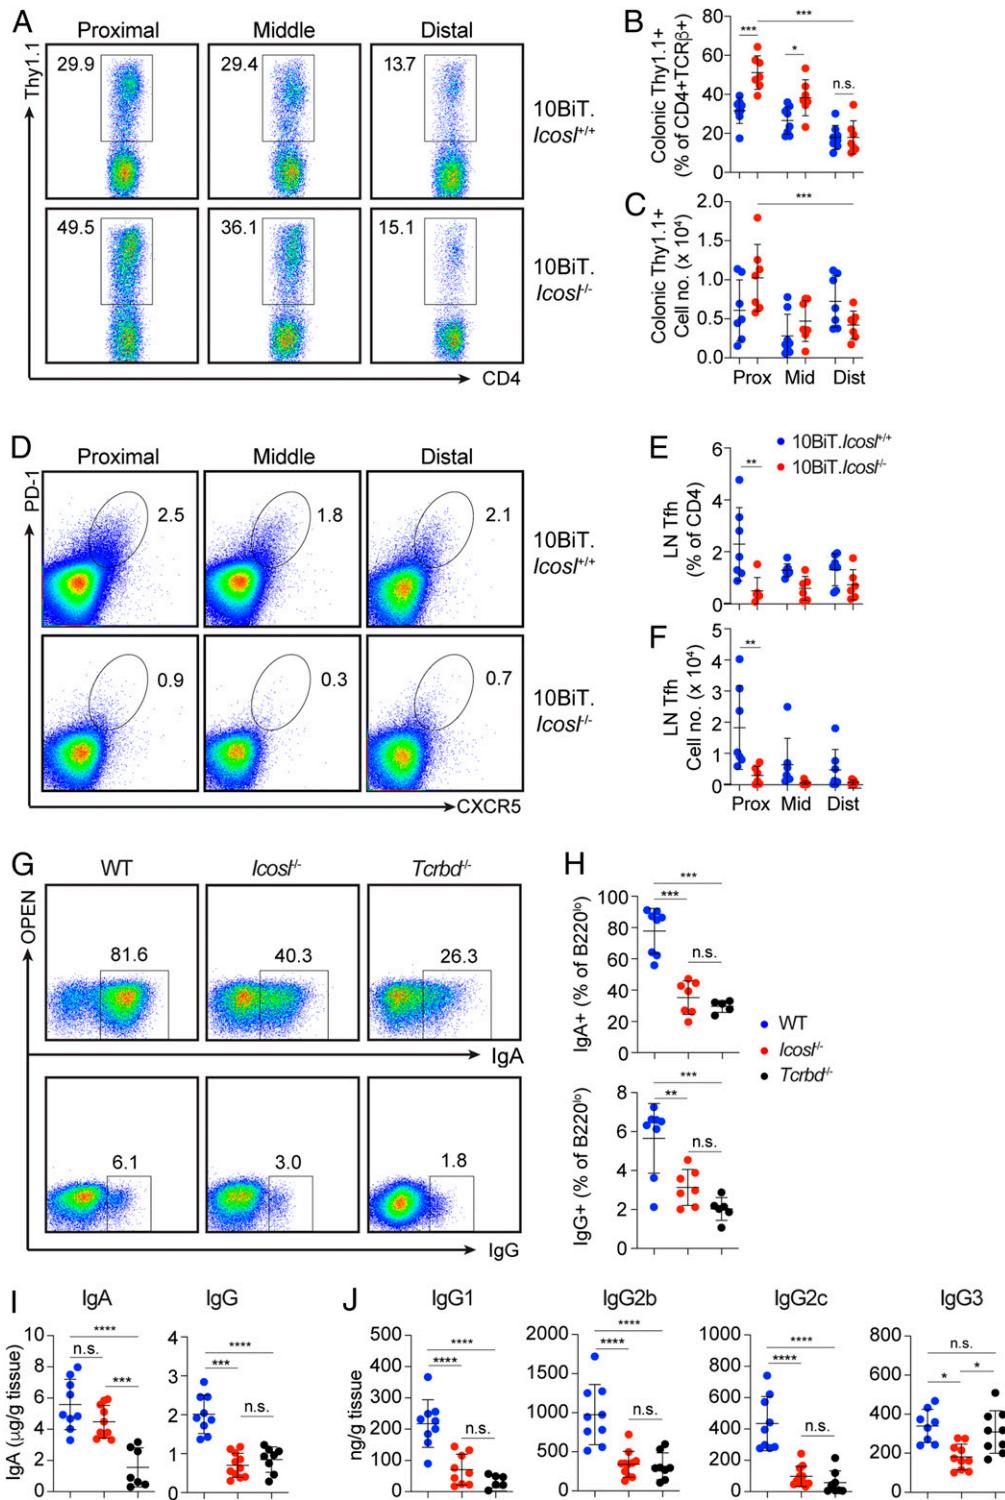 A
Proximal
Middle
Distal
Thy1.1
29.9
29.4
13.7
10BiT.
Icosl+/+
49.5
36.1
15.1
10BiT.
Icosl-/-
CD4
B
Colonic Thy1.1+
(% of CD4+TCRβ+)
80
60
40
20
0
***
***
*
n.s.
C
Colonic Thy1.1+
Cell no. (x 10⁴)
2.0
1.5
1.0
0.5
0.0
***
Prox
Mid
Dist
D
Proximal
Middle
Distal
PD-1
2.5
1.8
2.1
10BiT.
Icosl+/+
0.9
0.3
0.7
10BiT.
Icosl-/-
CXCR5
E
10BiT.Icosl+/+
10BiT.Icosl-/-
LN Tfh
(% of CD4)
6
4
2
0
**
F
LN Tfh
Cell no. (x 10⁴)
5
4
3
2
1
0
**
Prox
Mid
Dist
G
WT
Icosl-/-
Tcrbd-/-
OPEN
81.6
40.3
26.3
IgA
6.1
3.0
1.8
IgG
H
IgA+ (% of B220lo)
100
80
60
40
20
0
***
***
n.s.
WT
Icosl-/-
Tcrbd-/-
IgG+ (% of B220lo)
8
6
4
2
0
***
**
n.s.
I
IgA
IgA (µg/g tissue)
10
8
6
4
2
0
****
n.s.
***
IgG
4
3
2
1
0
****
***
n.s.
J
IgG1
ng/g tissue
500
400
300
200
100
0
****
****
n.s.
IgG2b
2000
1500
1000
500
0
****
****
n.s.
IgG2c
1000
800
600
400
200
0
****
****
n.s.
IgG3
800
600
400
200
0
n.s.
*
*